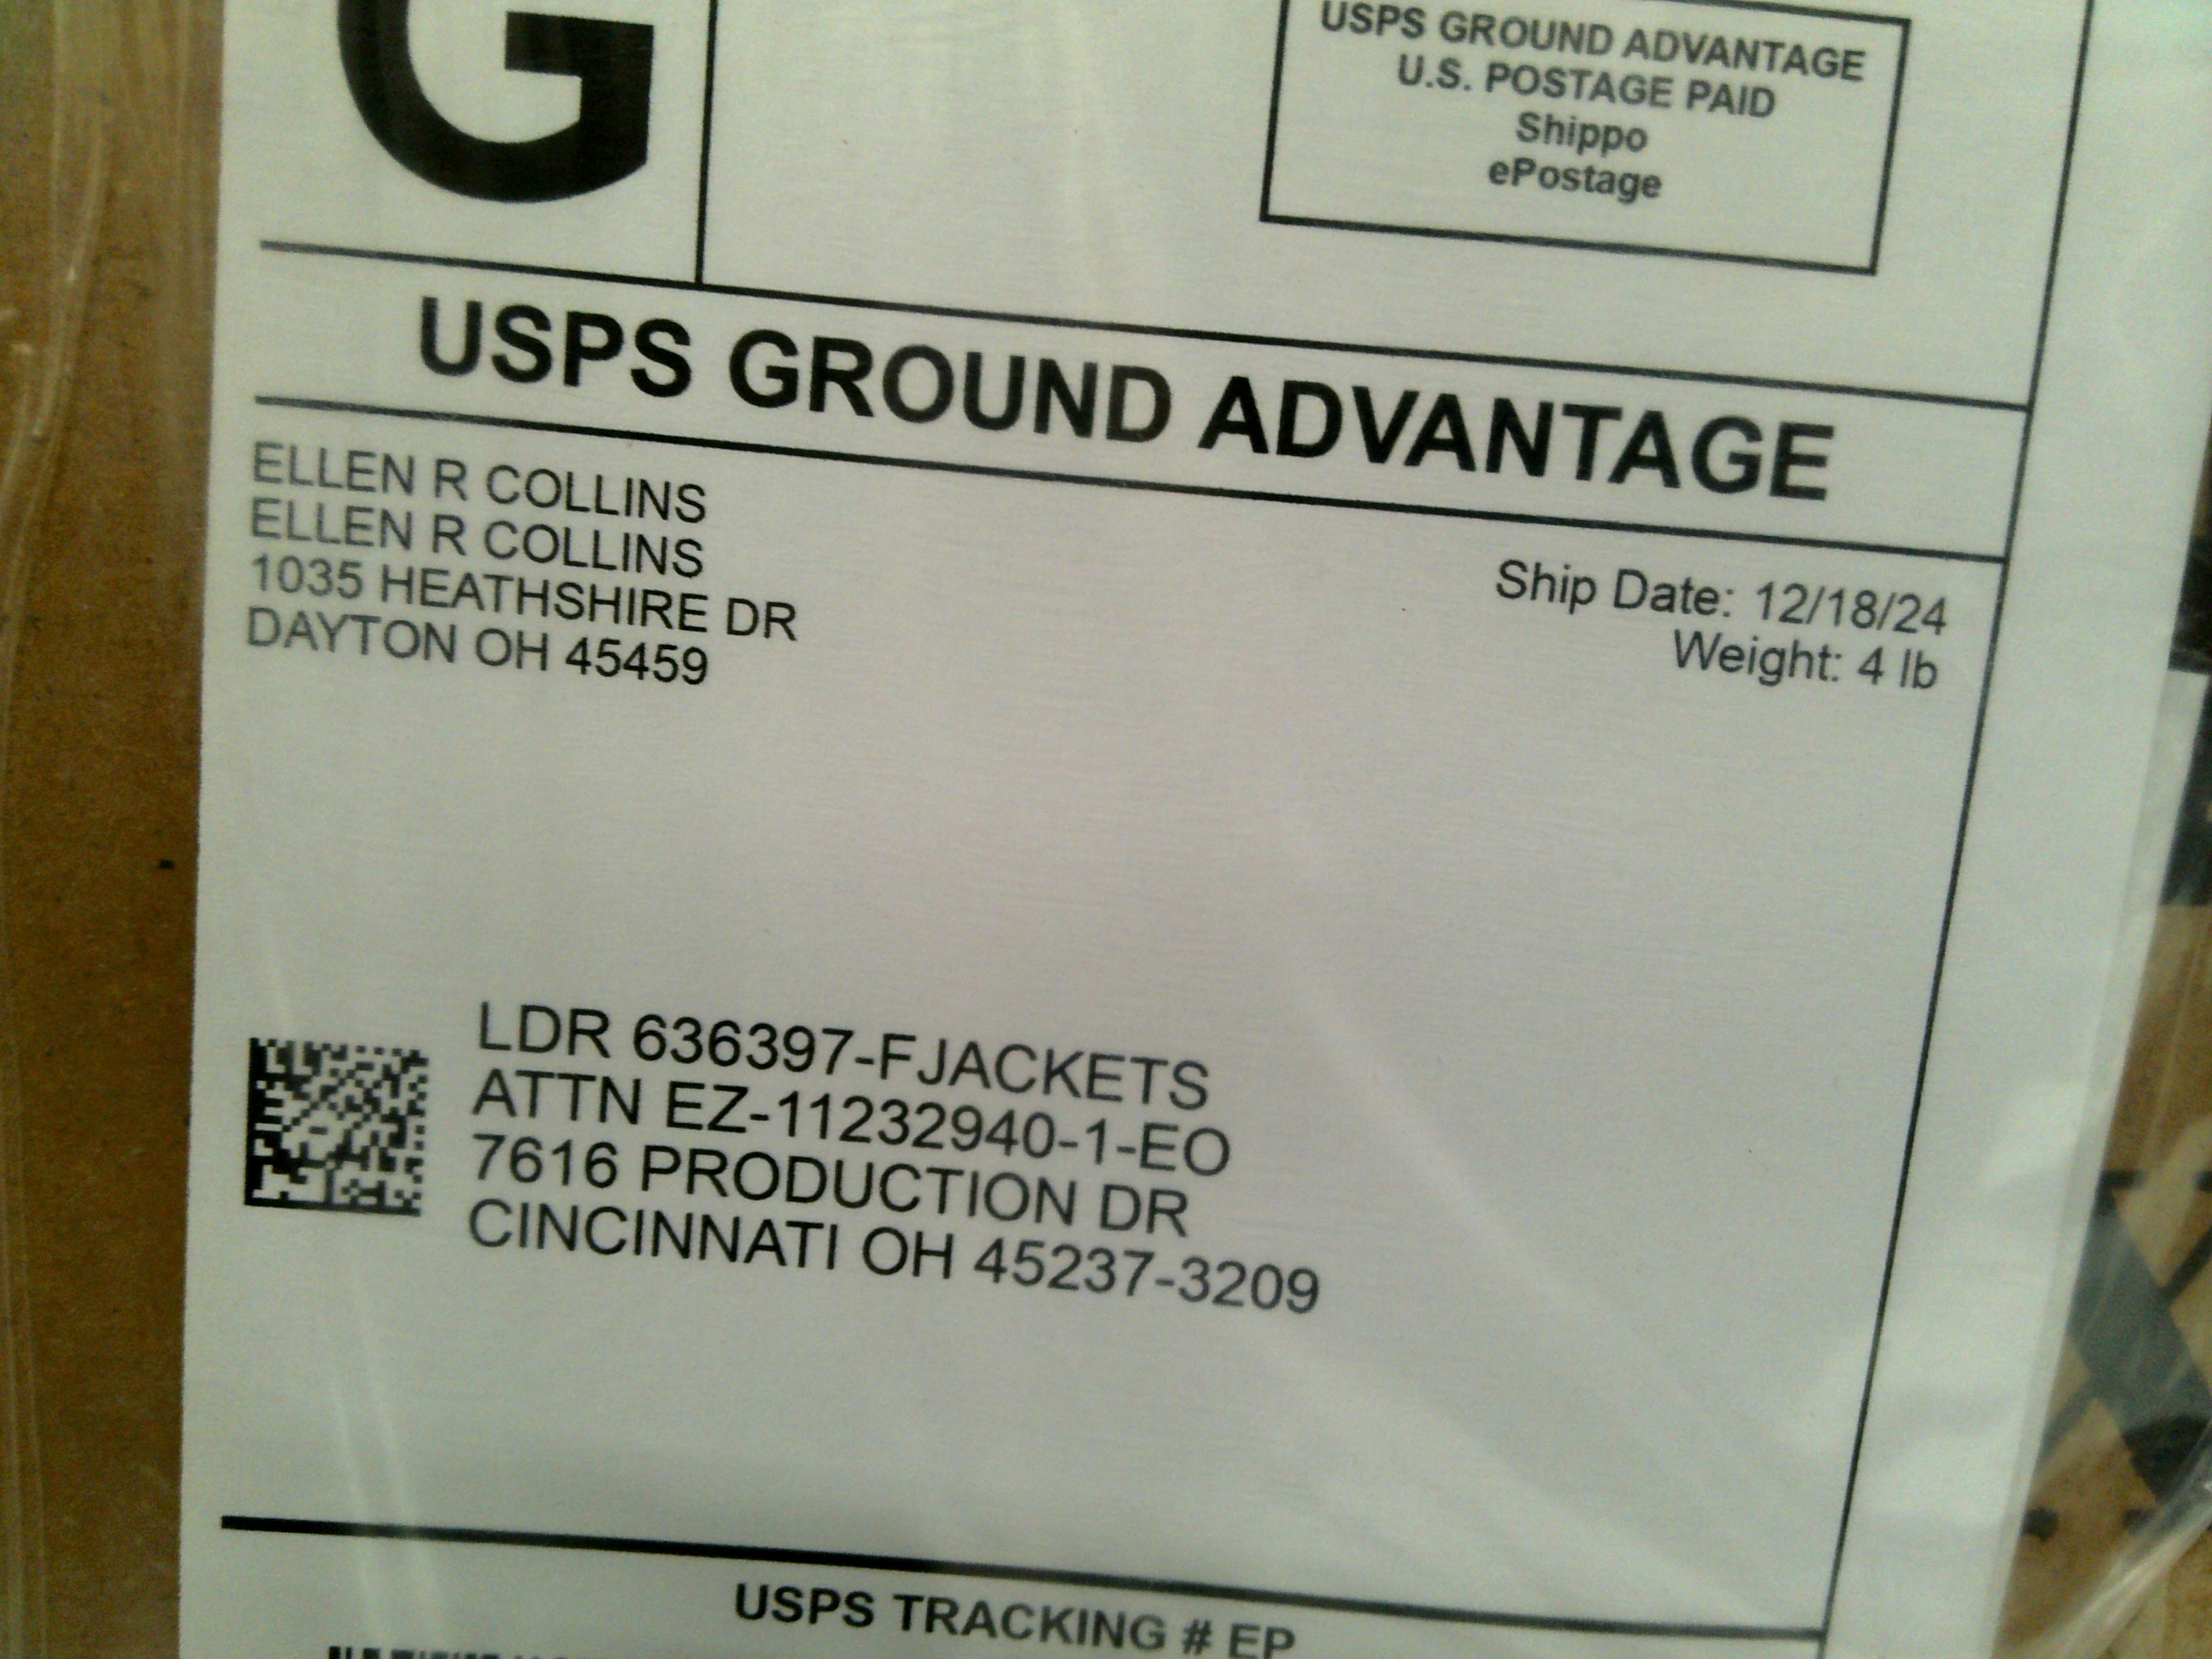 G
USPS GROUND ADVANTAGE
U.S. POSTAGE PAID
Shippo
ePostage
USPS GROUND ADVANTAGE
ELLEN R COLLINS
ELLEN R COLLINS
1035 HEATHSHIRE DR
DAYTON OH 45459
Ship Date: 12/18/24
Weight: 4 lb
LDR 636397-FJACKETS
ATTN EZ-11232940-1-EO
7616 PRODUCTION DR
CINCINNATI OH 45237-3209
USPS TRACKING # EP